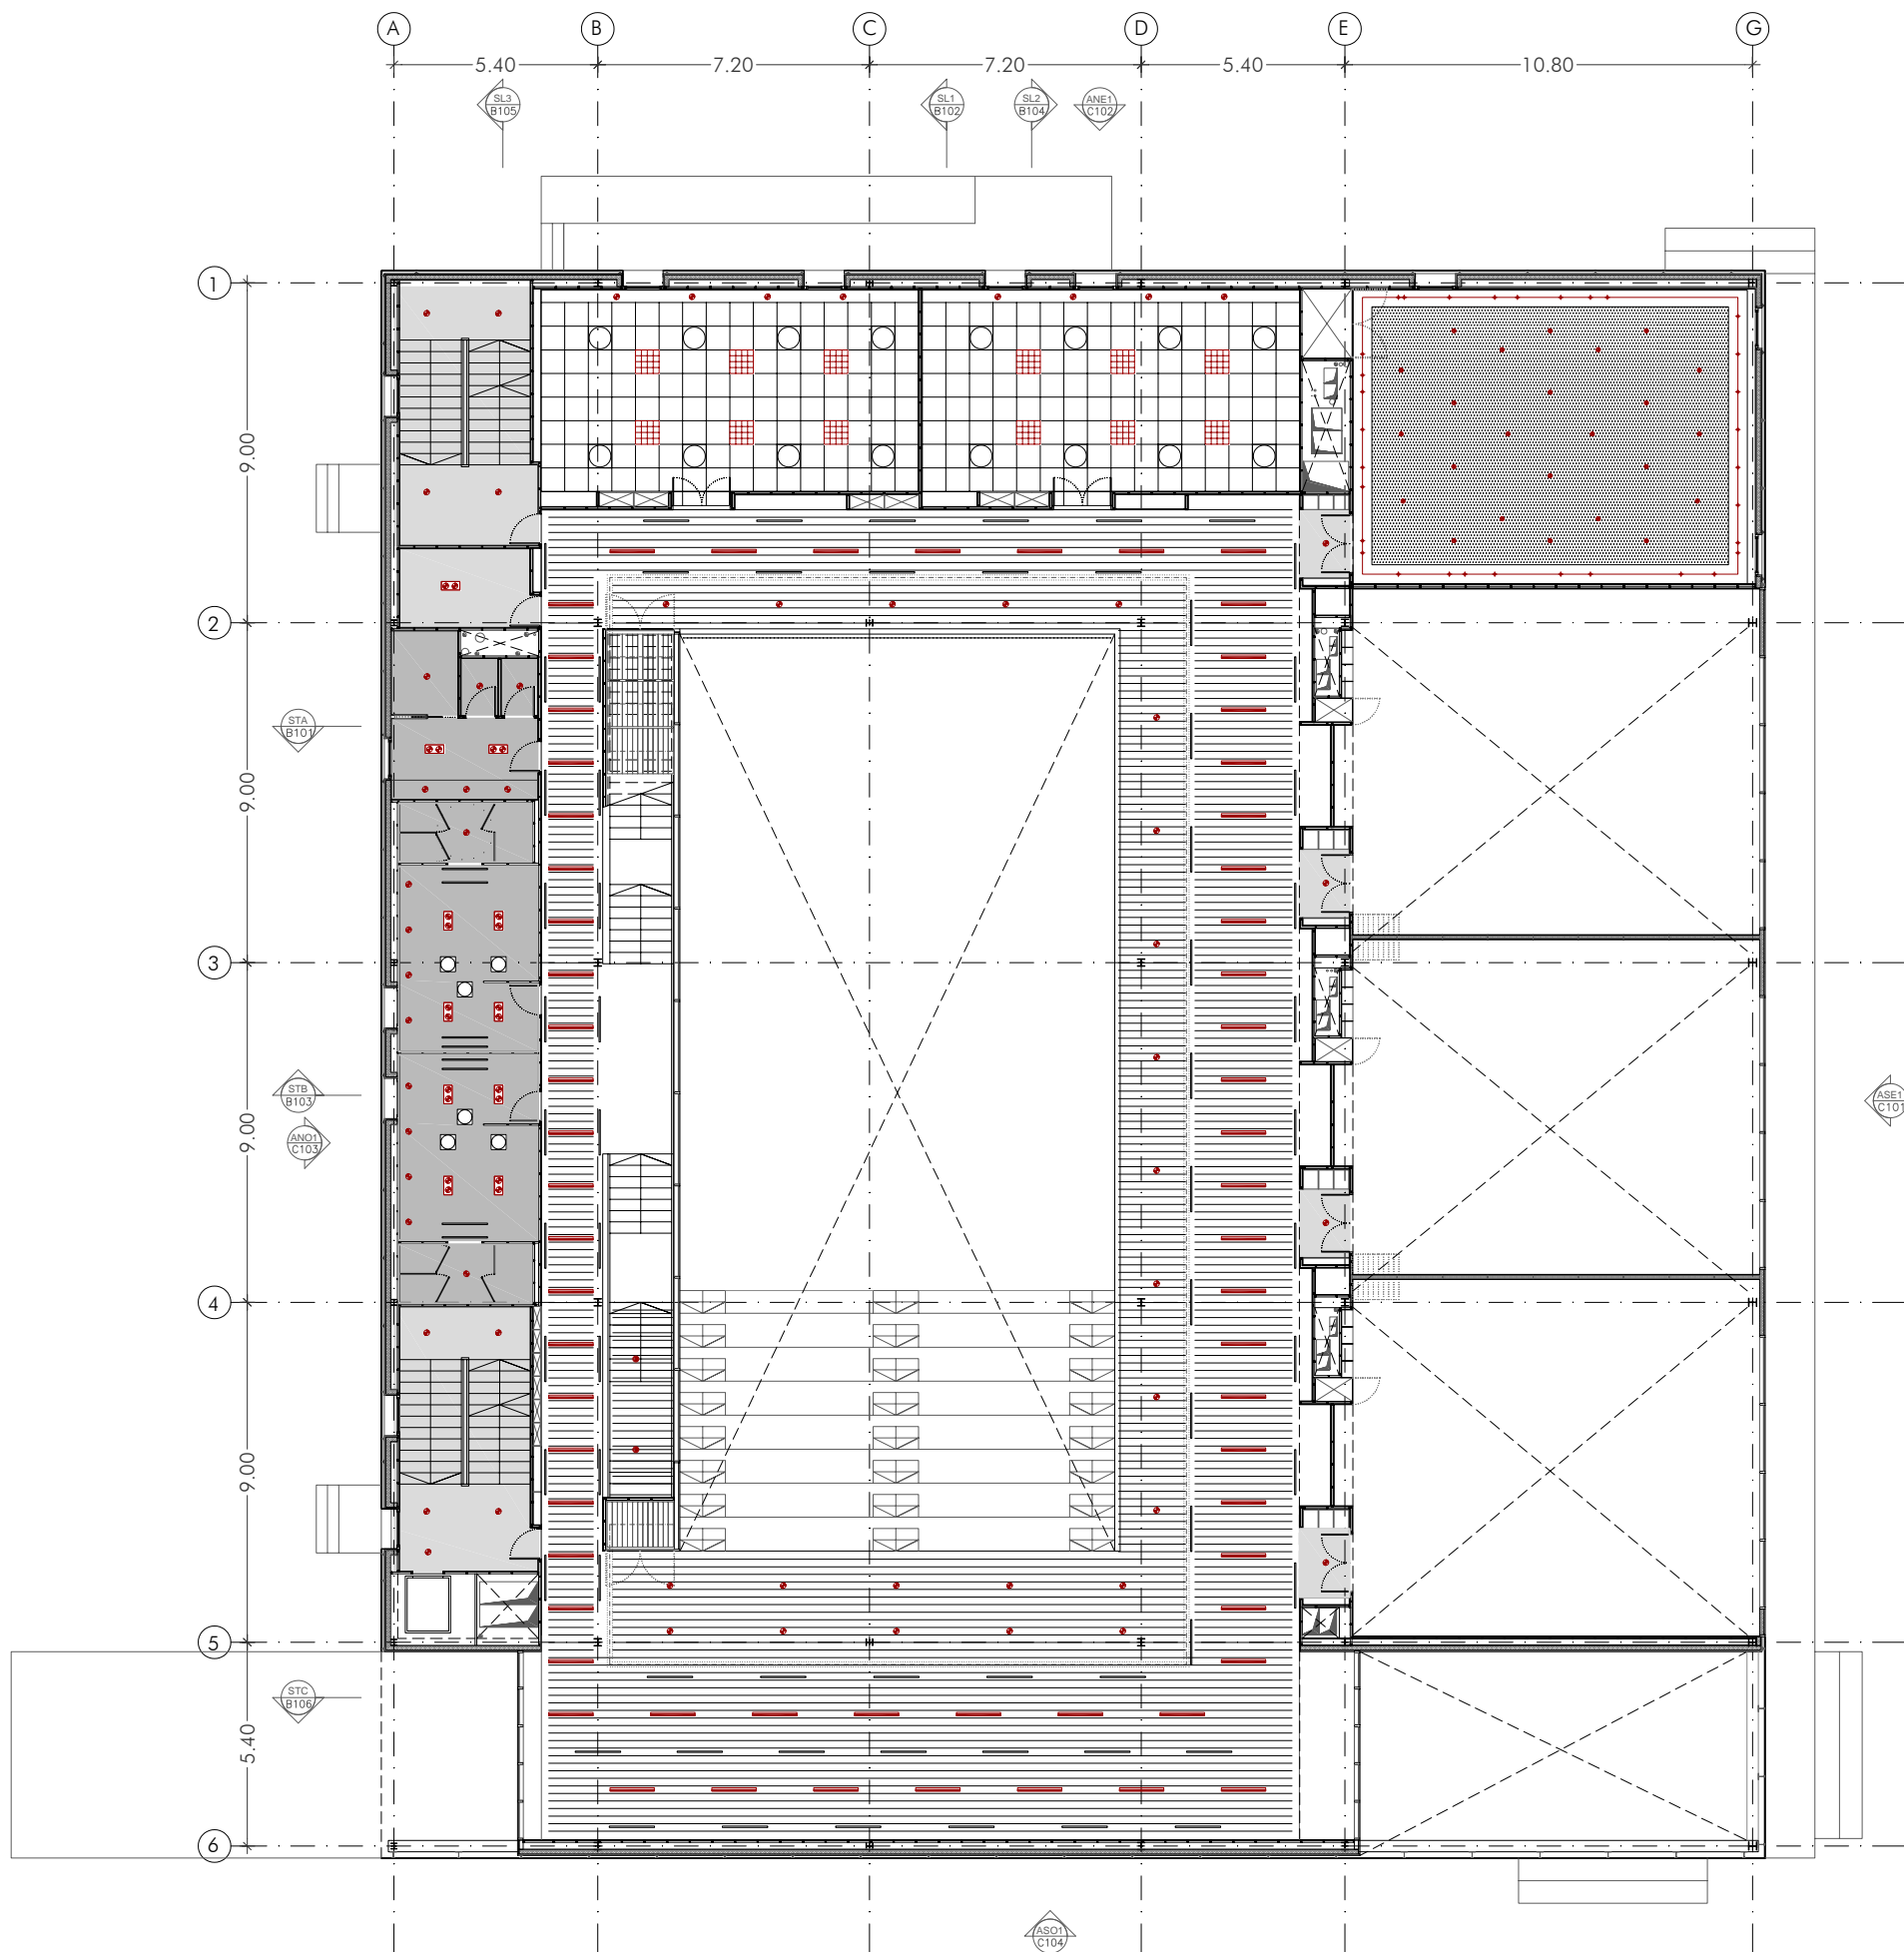 A B C D E G
5.40 7.20 7.20 5.40 10.80
SL3 SL1 SL2 ANE1
B105 B102 B104 C102
1
9.00
2
STA
B101
9.00
3
STB
B103
ASE1
C101
ANO1
C103
9.00
4
9.00
5
STC
B106
5.40
6
ASO1
C104